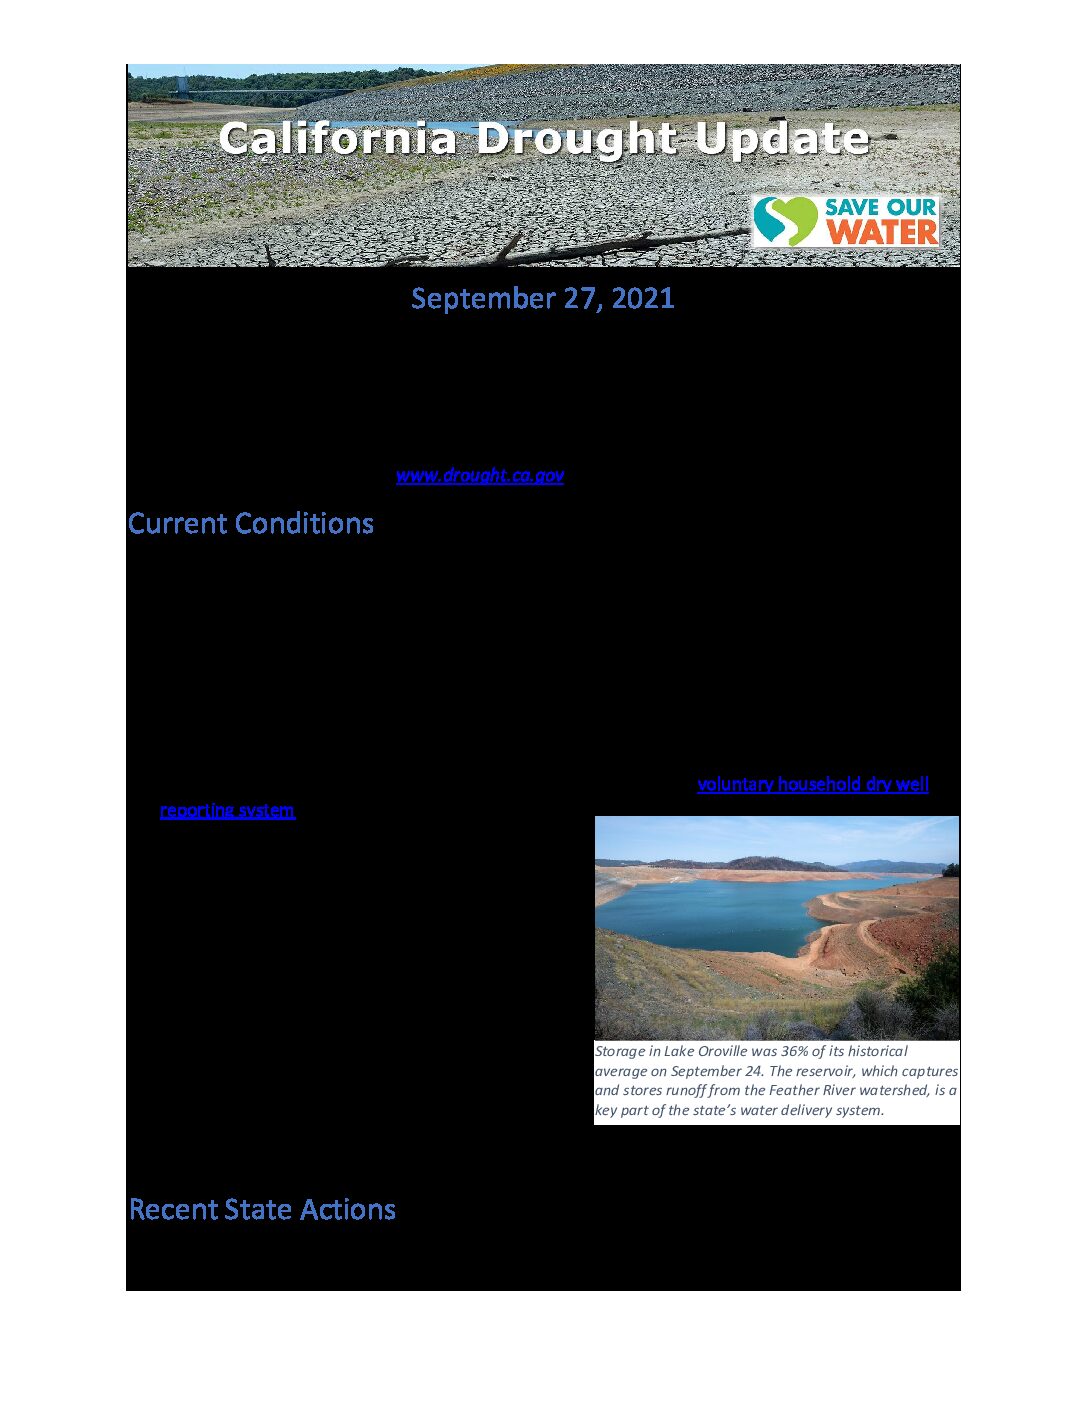 California Drought Update
SAVE OUR
WATER
September 27, 2021
www.drought.ca.gov
Current Conditions
voluntary household dry well
reporting system
Storage in Lake Oroville was 36% of its historical
average on September 24. The reservoir, which captures
and stores runoff from the Feather River watershed, is a
key part of the state's water delivery system.
Recent State Actions